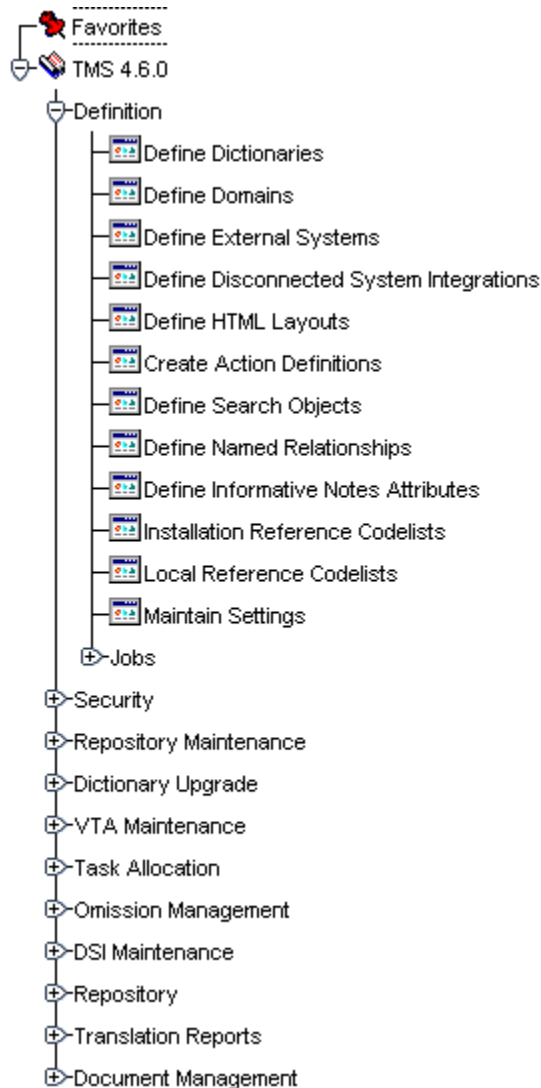 Favorites
TMS 4.6.0
Definition
Define Dictionaries
Define Domains
Define External Systems
Define Disconnected System Integrations
Define HTML Layouts
Create Action Definitions
Define Search Objects
Define Named Relationships
Define Informative Notes Attributes
Installation Reference Codelists
Local Reference Codelists
Maintain Settings
Jobs
Security
Repository Maintenance
Dictionary Upgrade
VTA Maintenance
Task Allocation
Omission Management
DSI Maintenance
Repository
Translation Reports
Document Management